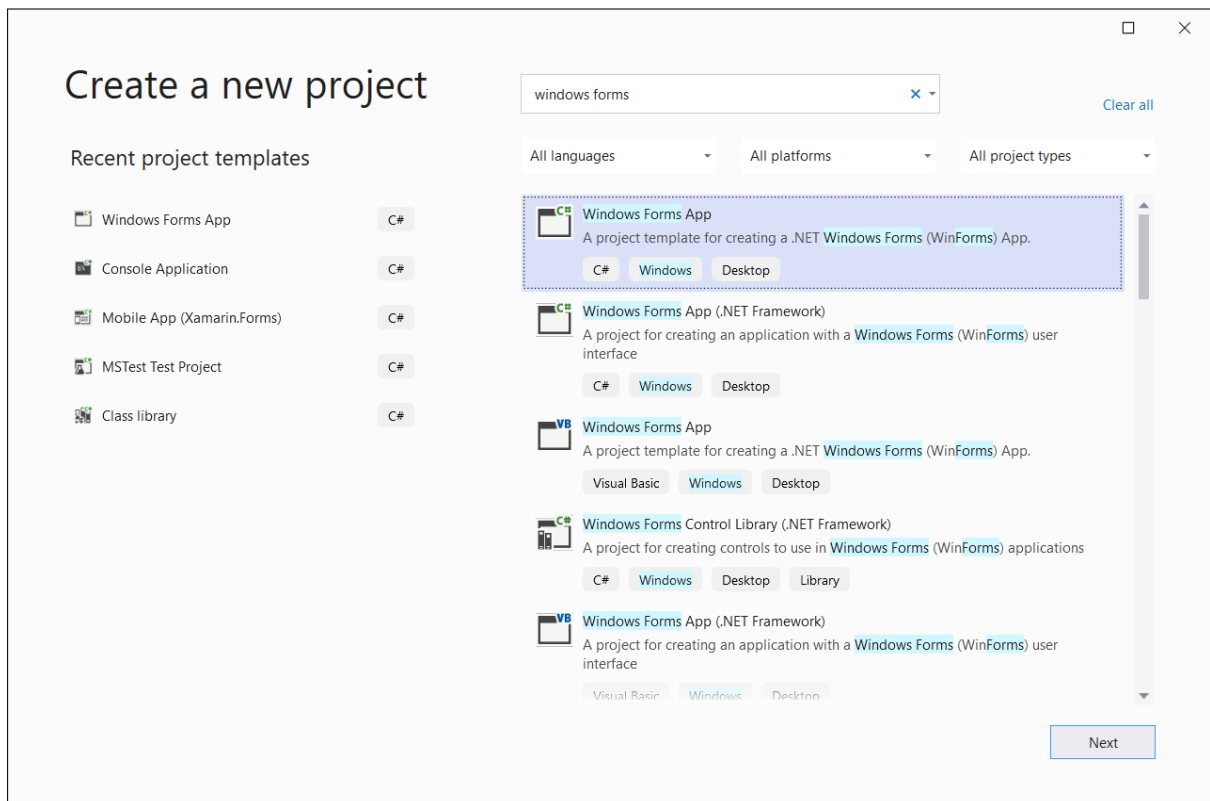 Create a new project
windows forms
Clear all
Recent project templates
All languages
All platforms
All project types
Windows Forms App C#
Console Application C#
Mobile App (Xamarin.Forms) C#
MSTest Test Project C#
Class library C#
C#
Windows Forms App
A project template for creating a .NET Windows Forms (WinForms) App.
C# Windows Desktop
C#
Windows Forms App (.NET Framework)
A project for creating an application with a Windows Forms (WinForms) user
interface
C# Windows Desktop
VB
Windows Forms App
A project template for creating a .NET Windows Forms (WinForms) App.
Visual Basic Windows Desktop
C#
Windows Forms Control Library (.NET Framework)
A project for creating controls to use in Windows Forms (WinForms) applications
C# Windows Desktop Library
VB
Windows Forms App (.NET Framework)
A project for creating an application with a Windows Forms (WinForms) user
interface
Visual Basic Windows Desktop
Next